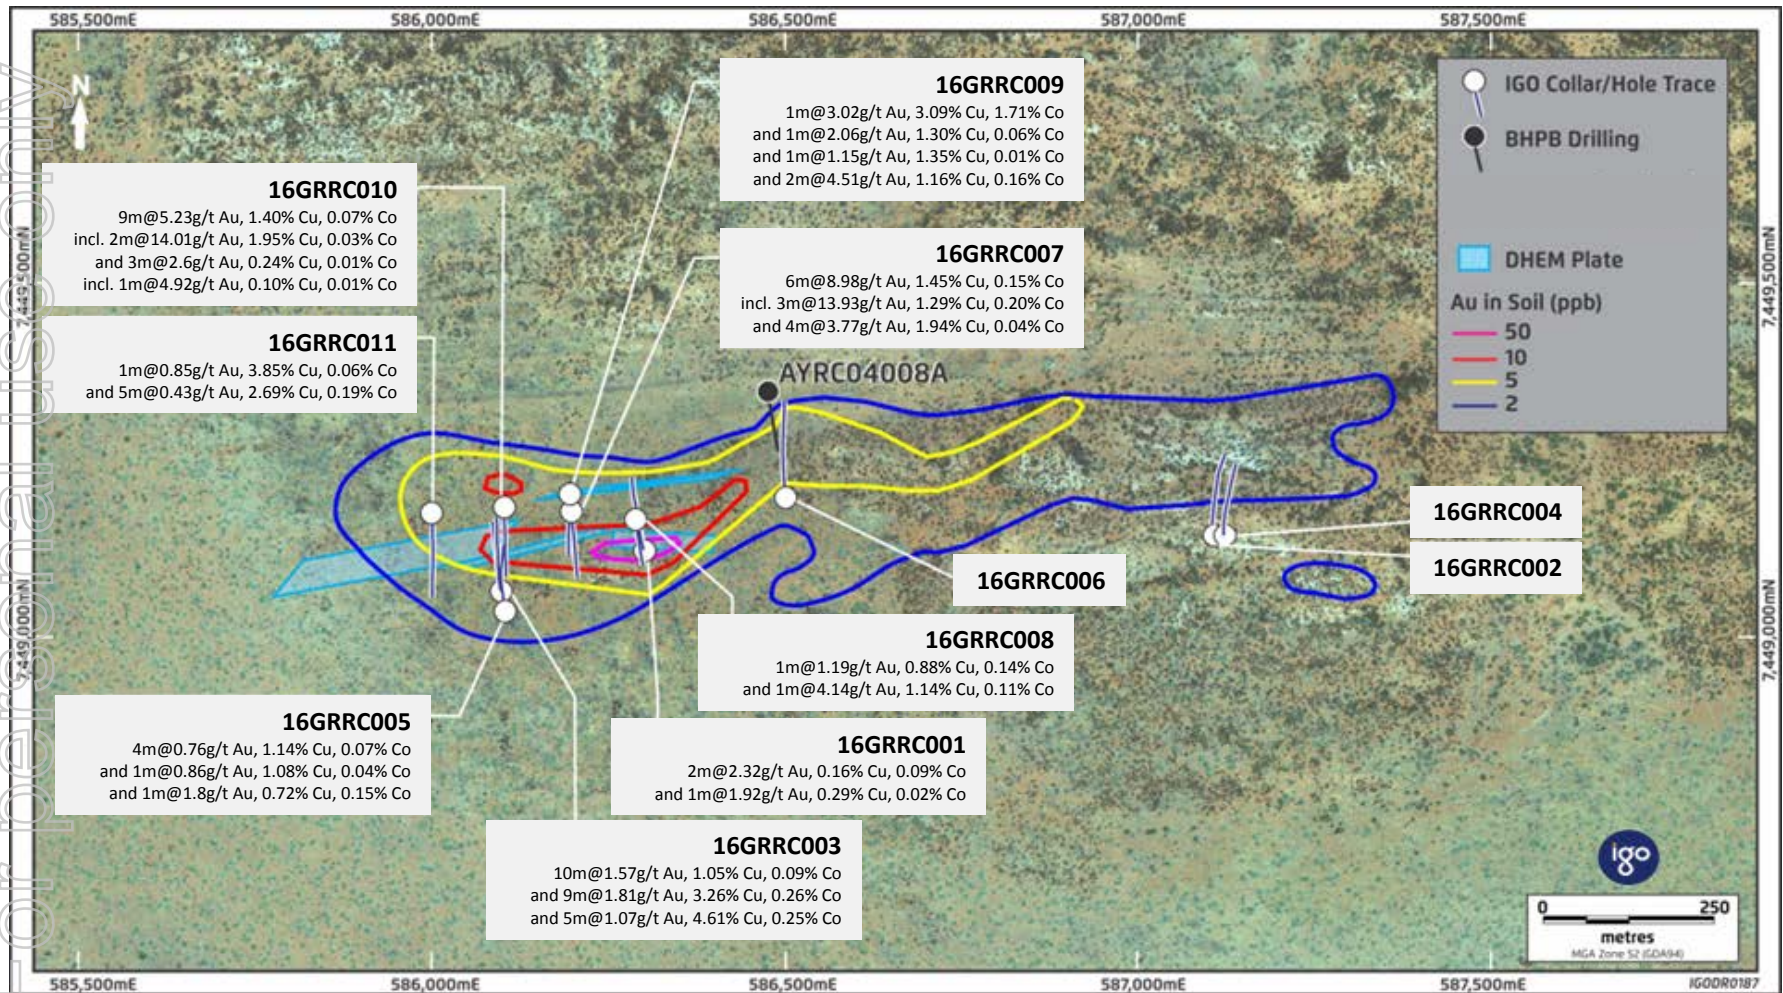 585,500mE 586,000mE 586,500mE 587,000mE 587,500mE
For personal use only
N
7,449,500mN
7,449,000mN
16GRRC009
1m@3.02g/t Au, 3.09% Cu, 1.71% Co
and 1m@2.06g/t Au, 1.30% Cu, 0.06% Co
and 1m@1.15g/t Au, 1.35% Cu, 0.01% Co
and 2m@4.51g/t Au, 1.16% Cu, 0.16% Co
16GRRC010
9m@5.23g/t Au, 1.40% Cu, 0.07% Co
incl. 2m@14.01g/t Au, 1.95% Cu, 0.03% Co
and 3m@2.6g/t Au, 0.24% Cu, 0.01% Co
incl. 1m@4.92g/t Au, 0.10% Cu, 0.01% Co
16GRRC007
6m@8.98g/t Au, 1.45% Cu, 0.15% Co
incl. 3m@13.93g/t Au, 1.29% Cu, 0.20% Co
and 4m@3.77g/t Au, 1.94% Cu, 0.04% Co
16GRRC011
1m@0.85g/t Au, 3.85% Cu, 0.06% Co
and 5m@0.43g/t Au, 2.69% Cu, 0.19% Co
AYRC04008A
IGO Collar/Hole Trace
BHPB Drilling
DHEM Plate
Au in Soil (ppb)
50
10
5
2
7,449,500mN
7,449,000mN
16GRRC004
16GRRC002
16GRRC006
16GRRC008
1m@1.19g/t Au, 0.88% Cu, 0.14% Co
and 1m@4.14g/t Au, 1.14% Cu, 0.11% Co
16GRRC005
4m@0.76g/t Au, 1.14% Cu, 0.07% Co
and 1m@0.86g/t Au, 1.08% Cu, 0.04% Co
and 1m@1.8g/t Au, 0.72% Cu, 0.15% Co
16GRRC001
2m@2.32g/t Au, 0.16% Cu, 0.09% Co
and 1m@1.92g/t Au, 0.29% Cu, 0.02% Co
16GRRC003
10m@1.57g/t Au, 1.05% Cu, 0.09% Co
and 9m@1.81g/t Au, 3.26% Cu, 0.26% Co
and 5m@1.07g/t Au, 4.61% Cu, 0.25% Co
igo
0 250
metres
MGA Zone 52 (GDA94)
585,500mE 586,000mE 586,500mE 587,000mE 587,500mE
IGODR0187